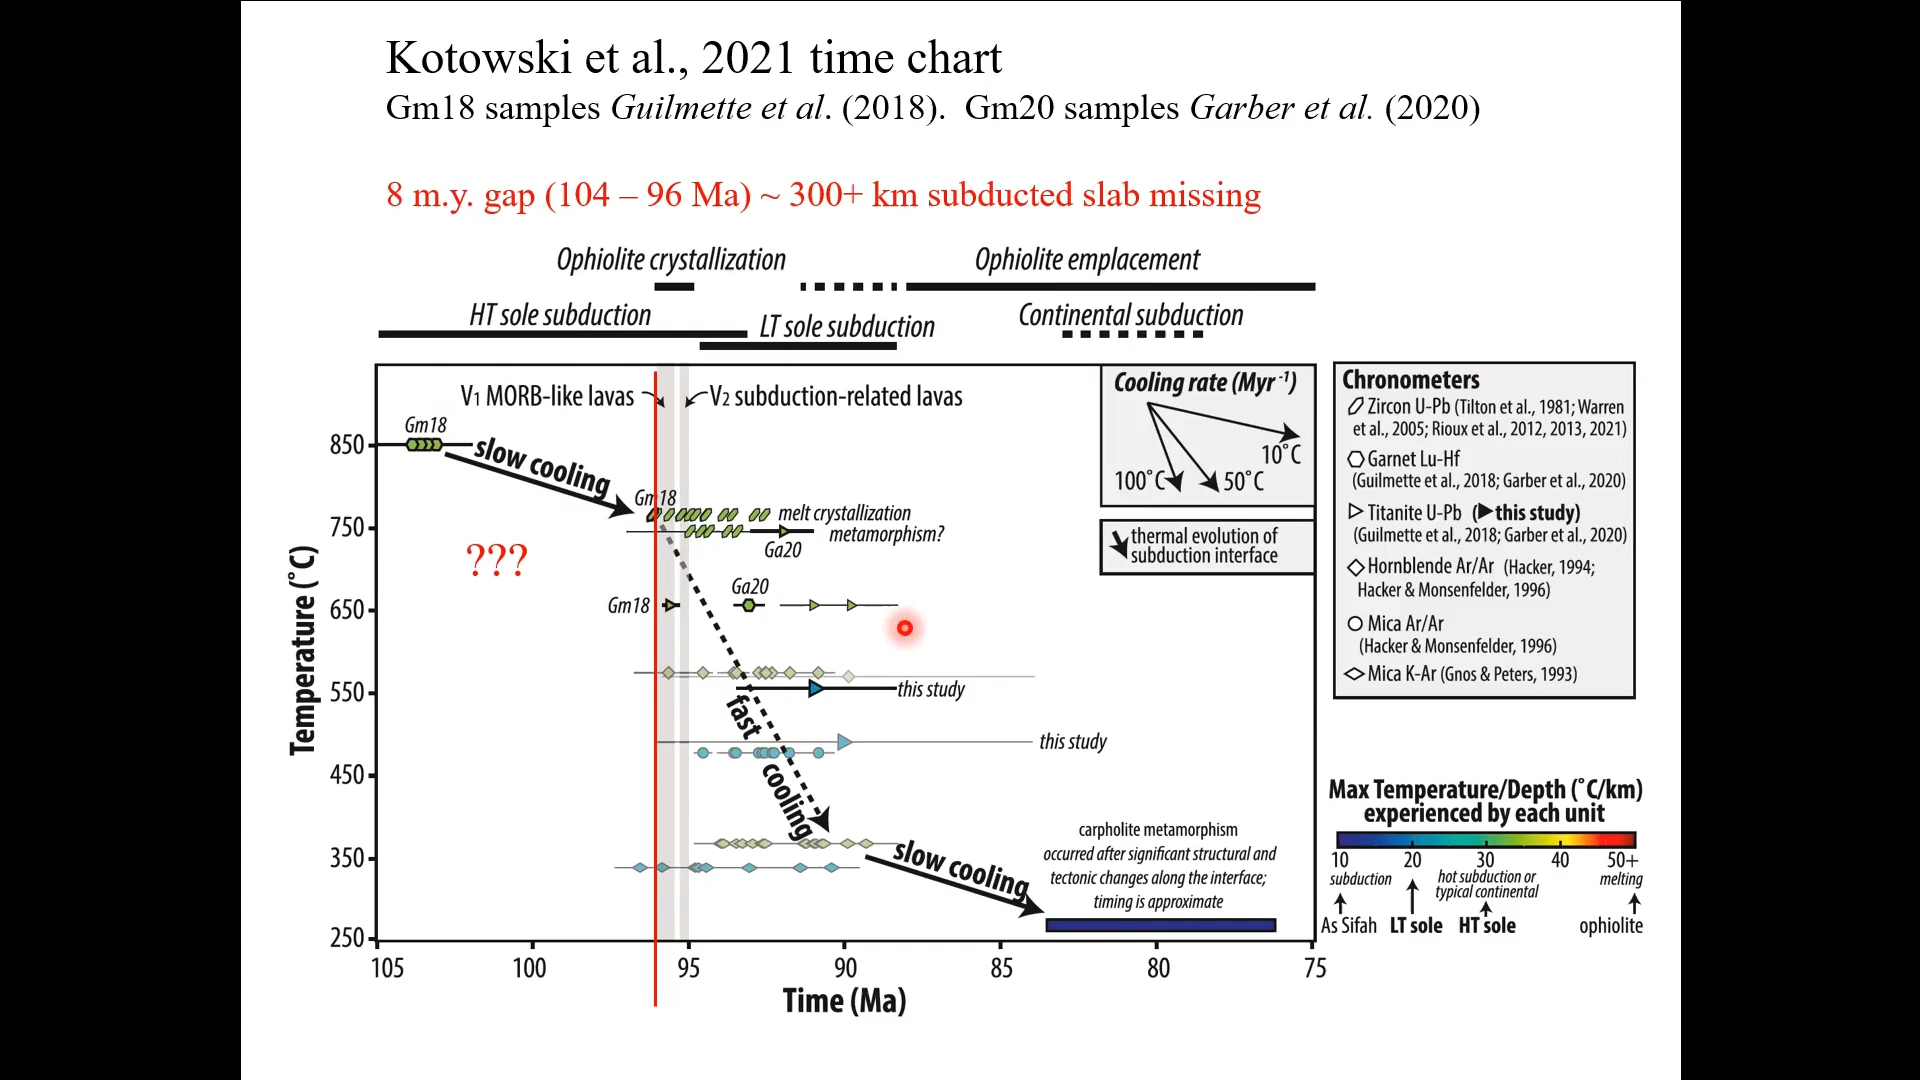 Kotowski et al., 2021 time chart
Gm18 samples Guilmette et al. (2018).  Gm20 samples Garber et al. (2020)
8 m.y. gap (104 – 96 Ma) ~ 300+ km subducted slab missing
Ophiolite crystallization
Ophiolite emplacement
HT sole subduction
LT sole subduction
Continental subduction
V1 MORB-like lavas
V2 subduction-related lavas
Gm18
slow cooling
Gm18
melt crystallization
metamorphism?
Ga20
???
Gm18
Ga20
this study
fast cooling
this study
slow cooling
carpholite metamorphism
occurred after significant structural and
tectonic changes along the interface;
timing is approximate
Cooling rate (Myr -1)
10˚C
100˚C
50˚C
thermal evolution of
subduction interface
Temperature (˚C)
850
750
650
550
450
350
250
105
100
95
90
85
80
75
Time (Ma)
Chronometers
Zircon U-Pb (Tilton et al., 1981; Warren
et al., 2005; Rioux et al., 2012, 2013, 2021)
Garnet Lu-Hf
(Guilmette et al., 2018; Garber et al., 2020)
Titanite U-Pb (▶this study)
(Guilmette et al., 2018; Garber et al., 2020)
Hornblende Ar/Ar (Hacker, 1994;
Hacker & Monsenfelder, 1996)
Mica Ar/Ar
(Hacker & Monsenfelder, 1996)
Mica K-Ar (Gnos & Peters, 1993)
Max Temperature/Depth (˚C/km)
experienced by each unit
10
20
30
40
50+
subduction
hot subduction or
typical continental
melting
As Sifah
LT sole
HT sole
ophiolite